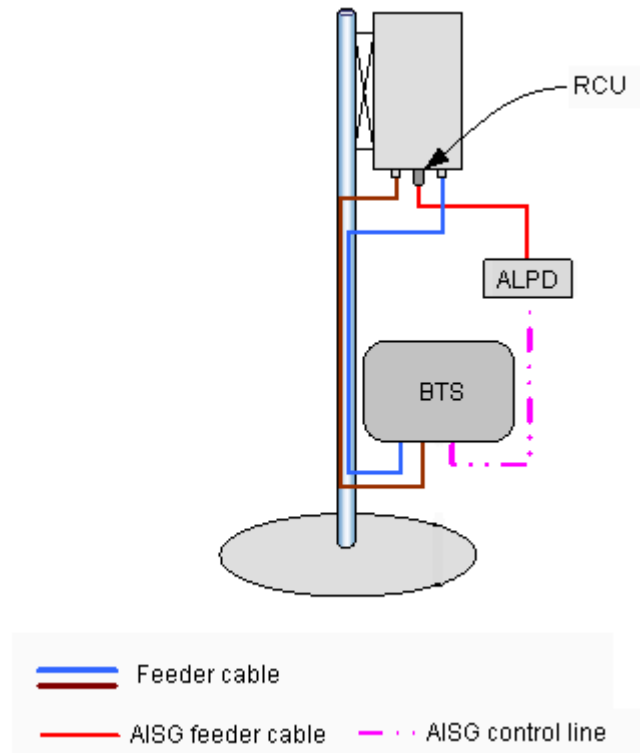 RCU
ALPD
BTS
Feeder cable
AISG feeder cable
AISG control line